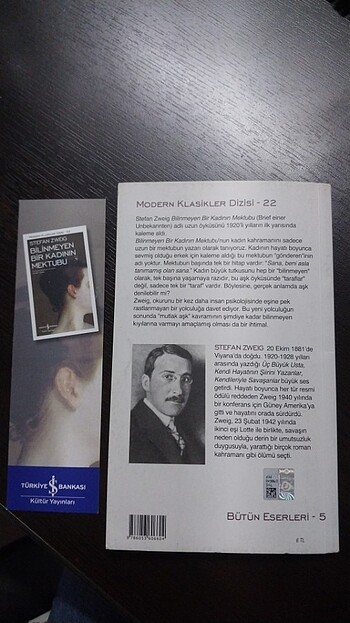 STEFAN ZWEIG
BİLİNMEYEN
BİR KADININ
MEKTUBU
TÜRKİYE İŞ BANKASI
Kültür Yayınları
MODERN KLASİKLER DİZİSİ - 22
Stefan Zweig Bilinmeyen Bir Kadının Mektubu (Brief einer
Unbekannten) adlı uzun öyküsünü 1920'li yılların ilk yarısında
kaleme aldı.
Bilinmeyen Bir Kadının Mektubu'nun kadın kahramanını sadece
uzun bir mektubun yazarı olarak tanıyoruz. Kadının hayatı boyunca
sevmiş olduğu erkek için kaleme aldığı bu mektubun "gönderen"inin
adı yoktur. Mektubun başında tek bir hitap vardır: "Sana, beni asla
tanımamış olan sana." Kadın büyük tutkusunu hep bir "bilinmeyen"
olarak, tek başına yaşamaya razıdır, bu aşk öyküsünde "taraflar"
değil, sadece tek bir "taraf" vardır. Böylesine, gerçek anlamda aşk
denilebilir mi?
Zweig, okurunu bir kez daha insan psikolojisinde eşine pek
rastlanmayan bir yolculuğa davet ediyor. Bu yeni yolculuğun
sonunda "mutlak aşk" kavramının şimdiye kadar bilinmeyen
kıyılarına varmayı amaçlamış olması da bir ihtimal.
STEFAN ZWEIG 20 Ekim 1881'de
Viyana'da doğdu. 1920-1928 yılları
arasında yazdığı Üç Büyük Usta,
Kendi Hayatının Şiirini Yazanlar,
Kendileriyle Savaşanlar büyük ses
getirdi. Hayatı boyunca her tür resmi
ödülü reddeden Zweig 1940 yılında
bir konferans için Güney Amerika'ya
gitti ve hayatını orada sürdürdü.
Zweig, 23 Şubat 1942 yılında
ikinci eşi Lotte ile birlikte, savaşın
neden olduğu derin bir umutsuzluk
duygusuyla, yarattığı birçok roman
kahramanı gibi ölümü seçti.
BÜTÜN ESERLERİ - 5